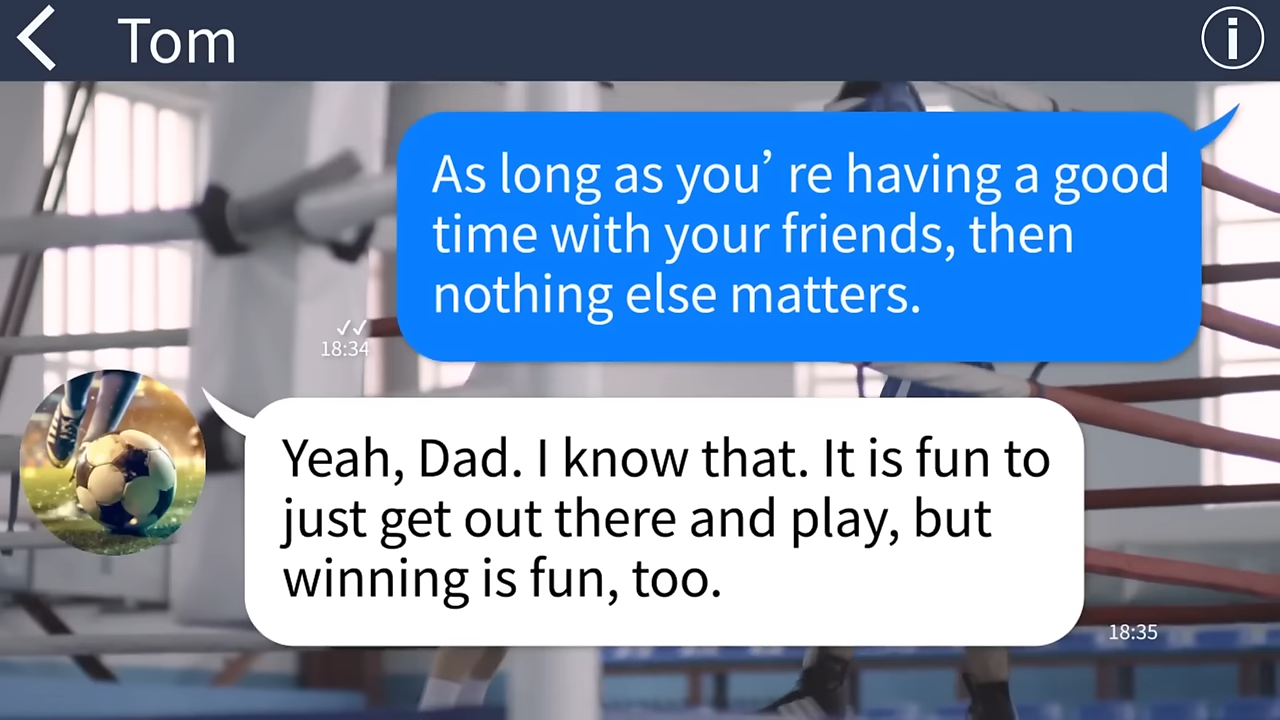 Tom
As long as you’ re having a good
time with your friends, then
nothing else matters.
18:34
Yeah, Dad. I know that. It is fun to
just get out there and play, but
winning is fun, too.
18:35